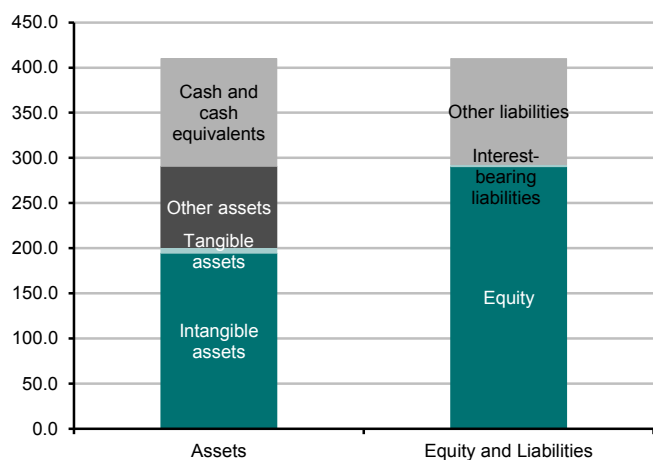 450.0
400.0
350.0
300.0
250.0
200.0
150.0
100.0
50.0
0.0
Cash and
cash
equivalents
Other assets
Tangible
assets
Intangible
assets
Other liabilities
Interest-
bearing
liabilities
Equity
Assets
Equity and Liabilities